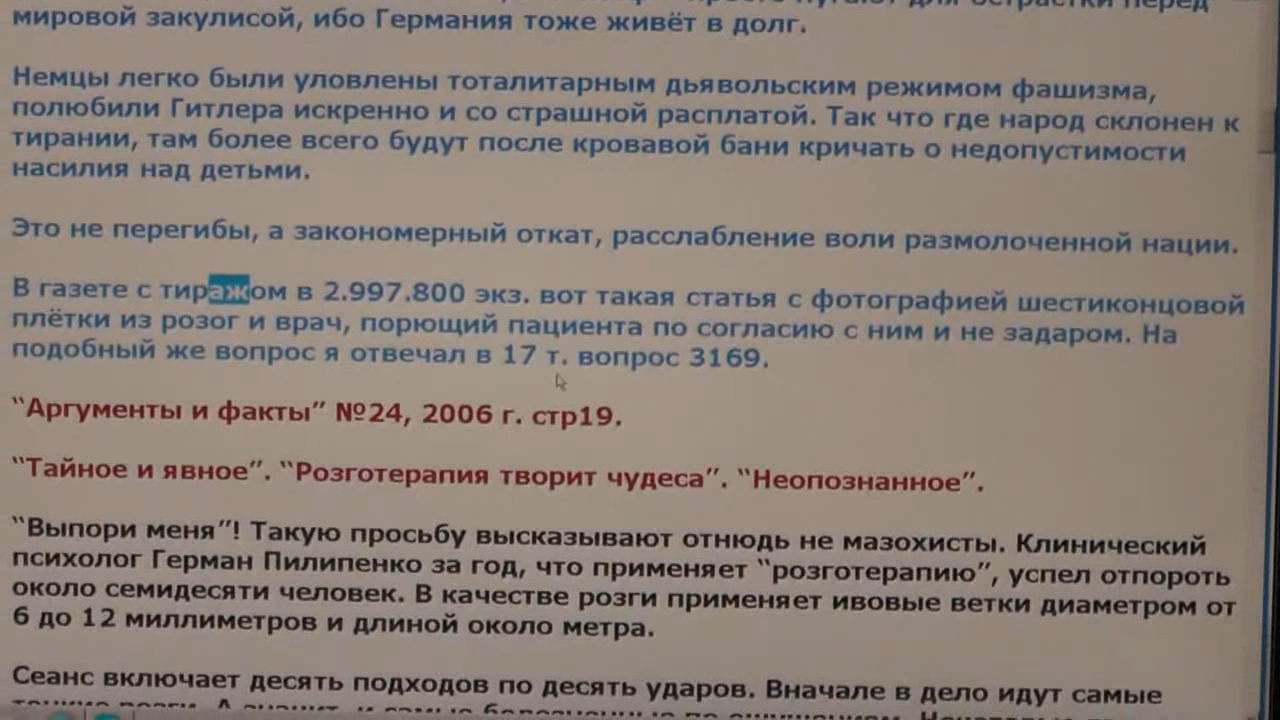 мировой закулисой, ибо Германия тоже живёт в долг.
Немцы легко были уловлены тоталитарным дьявольским режимом фашизма,
полюбили Гитлера искренно и со страшной расплатой. Так что где народ склонен к
тирании, там более всего будут после кровавой бани кричать о недопустимости
насилия над детьми.
Это не перегибы, а закономерный откат, расслабление воли размолоченной нации.
В газете с тиражом в 2.997.800 экз. вот такая статья с фотографией шестиконцовой
плётки из розог и врач, порющий пациента по согласию с ним и не задаром. На
подобный же вопрос я отвечал в 17 т. вопрос 3169.
“Аргументы и факты” №24, 2006 г. стр19.
“Тайное и явное”. “Розготерапия творит чудеса”. “Неопознанное”.
“Выпори меня”! Такую просьбу высказывают отнюдь не мазохисты. Клинический
психолог Герман Пилипенко за год, что применяет “розготерапию”, успел отпороть
около семидесяти человек. В качестве розги применяет ивовые ветки диаметром от
6 до 12 миллиметров и длиной около метра.
Сеанс включает десять подходов по десять ударов. Вначале в дело идут самые